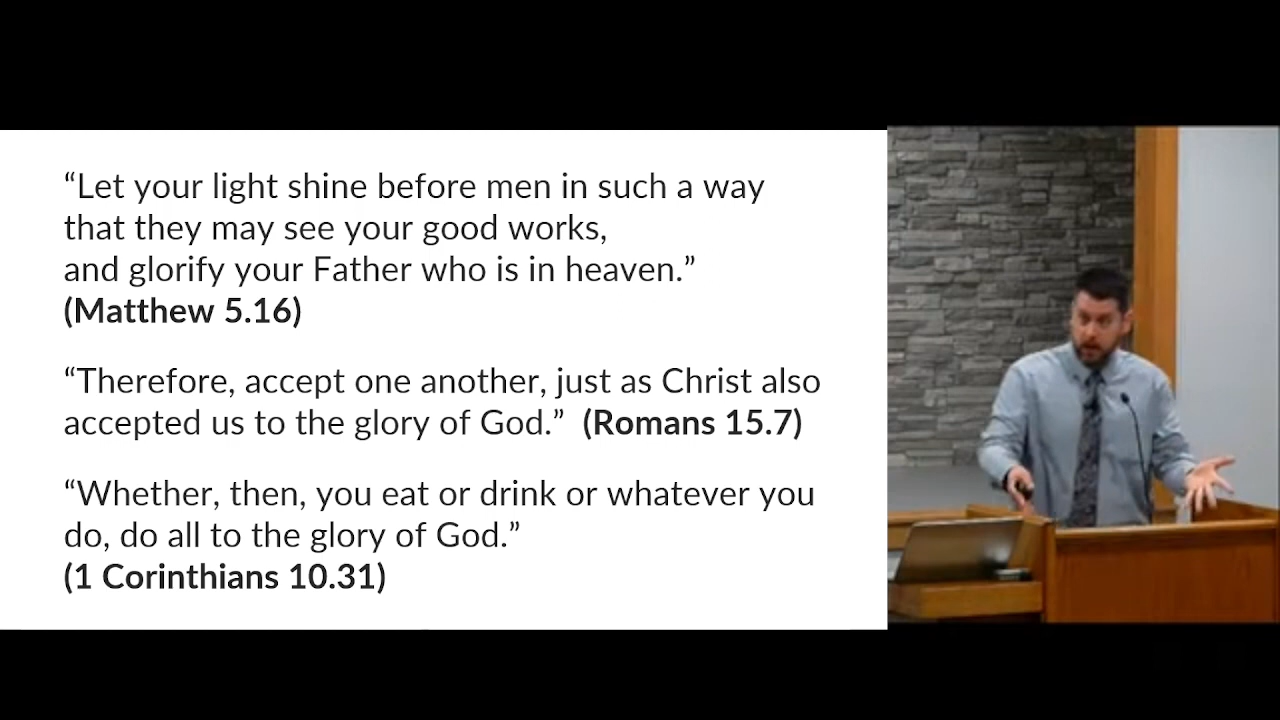 “Let your light shine before men in such a way
that they may see your good works,
and glorify your Father who is in heaven.”
(Matthew 5.16)
“Therefore, accept one another, just as Christ also
accepted us to the glory of God.”  (Romans 15.7)
“Whether, then, you eat or drink or whatever you
do, do all to the glory of God.”
(1 Corinthians 10.31)